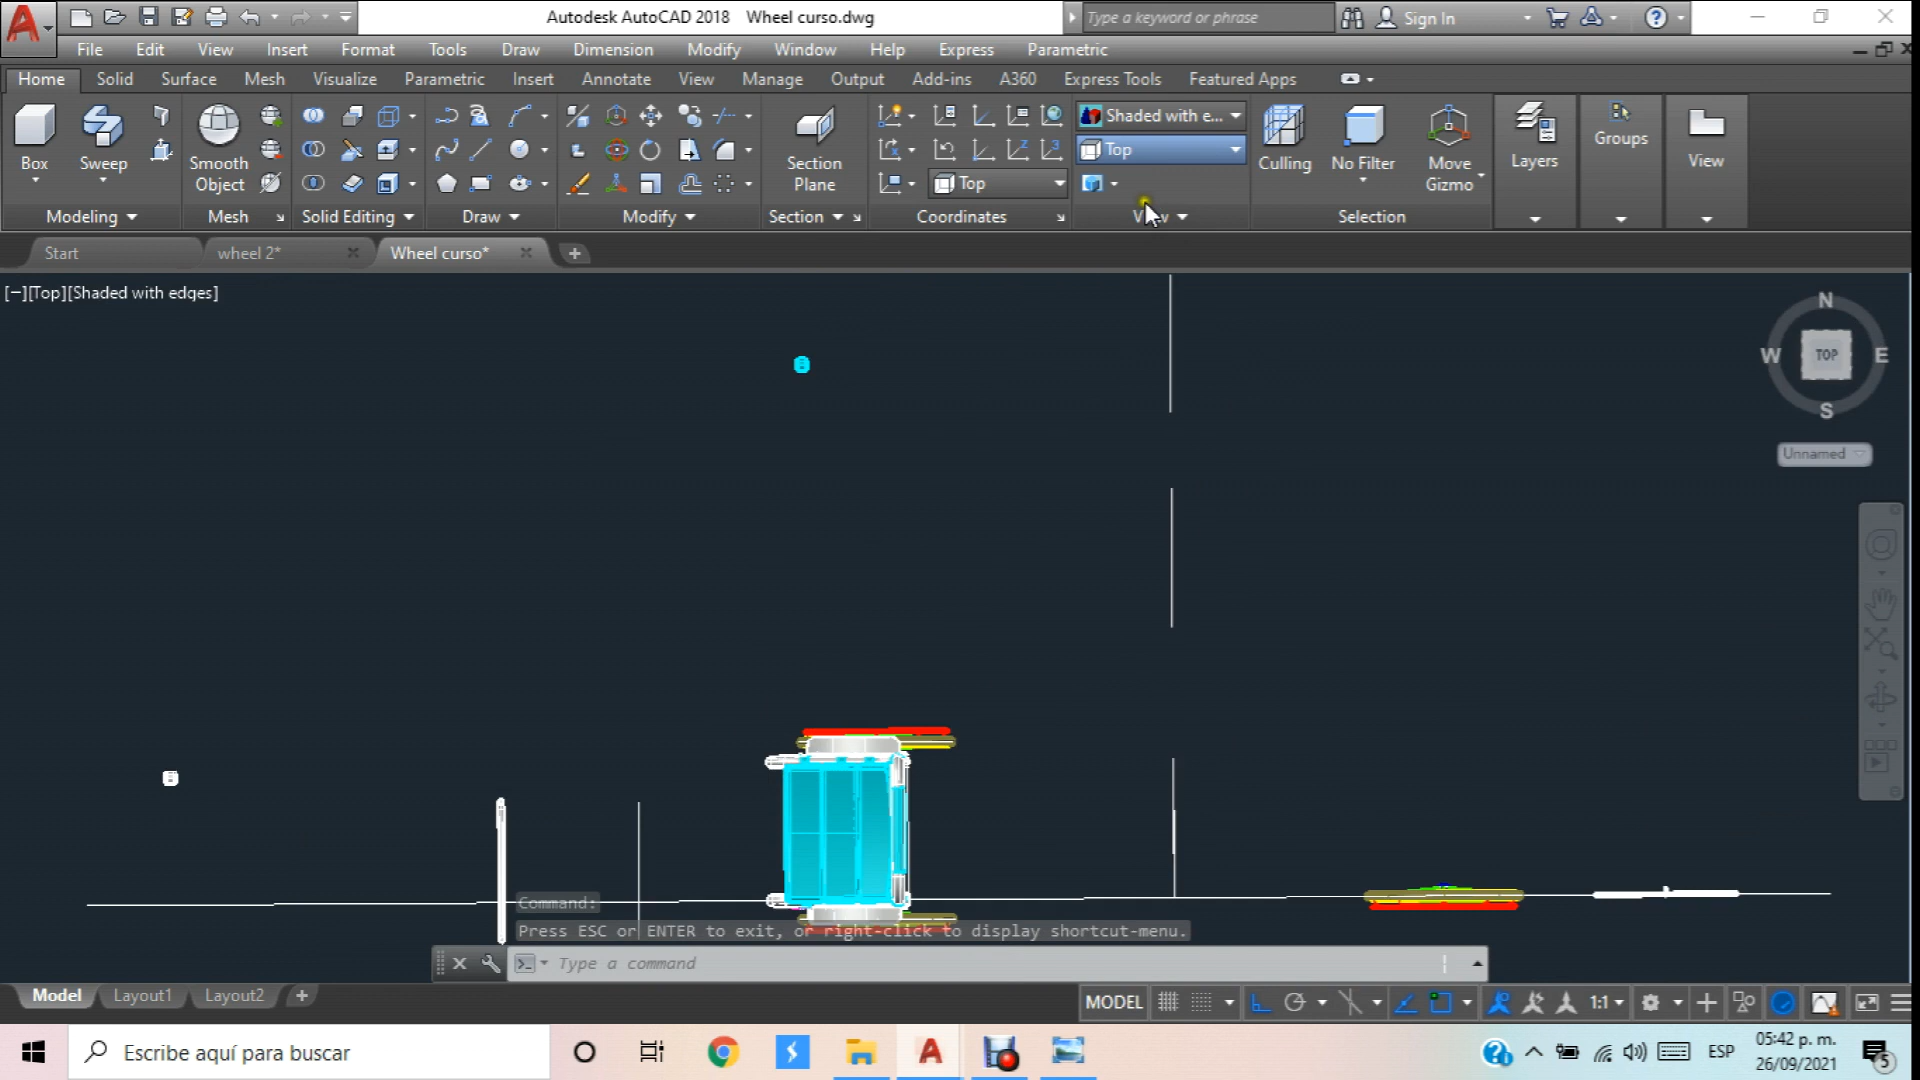 Autodesk AutoCAD 2018 Wheel curso.dwg
Type a keyword or phrase
Sign In
File Edit View Insert Format Tools Draw Dimension Modify Window Help Express Parametric
Home Solid Surface Mesh Visualize Parametric Insert Annotate View Manage Output Add-ins A360 Express Tools Featured Apps
Shaded with e...
Box Sweep Smooth Object Section Plane
Top
Top
Culling No Filter Move Gizmo Layers Groups View
Modeling Mesh Solid Editing Draw Modify Section Coordinates View Selection
Start wheel 2* Wheel curso*
[−][Top][Shaded with edges]
N
W TOP E
S
Unnamed
Command:
Press ESC or ENTER to exit, or right-click to display shortcut-menu.
Type a command
Model Layout1 Layout2
MODEL 1:1
Escribe aquí para buscar
ESP
05:42 p. m.
26/09/2021
5